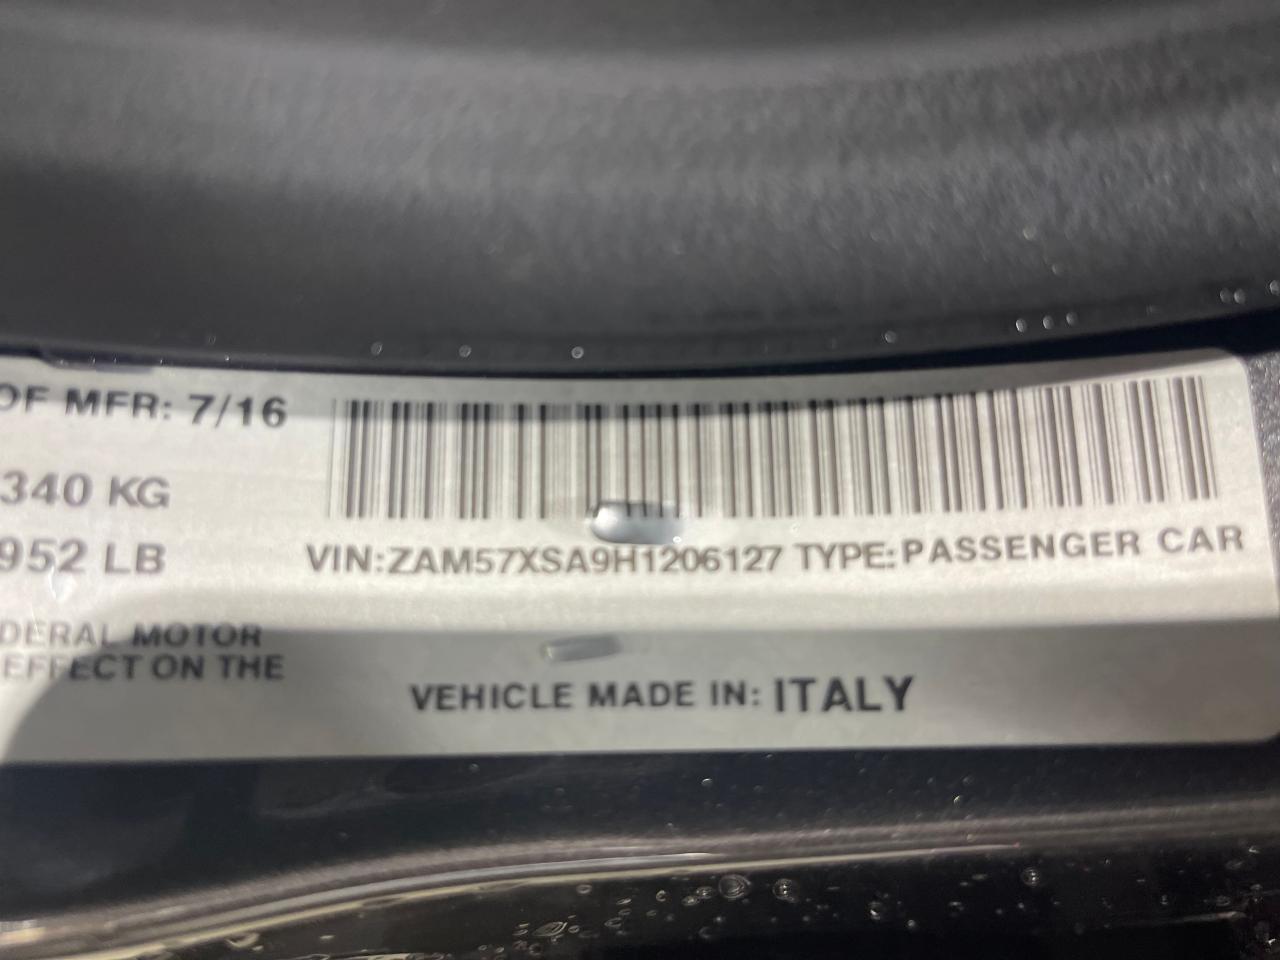 OF MFR: 7/16
340 KG
952 LB
VIN:ZAM57XSA9H1206127 TYPE:PASSENGER CAR
DERAL MOTOR
EFFECT ON THE
VEHICLE MADE IN: ITALY